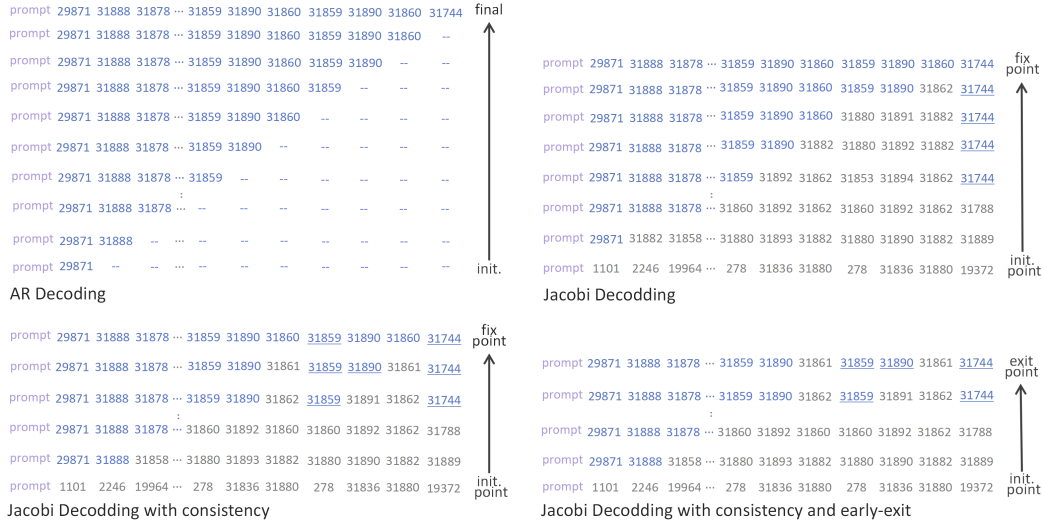 prompt 29871 31888 31878 ··· 31859 31890 31860 31859 31890 31860 31744 final
prompt 29871 31888 31878 ··· 31859 31890 31860 31859 31890 31860 --
prompt 29871 31888 31878 ··· 31859 31890 31860 31859 31890 -- --
prompt 29871 31888 31878 ··· 31859 31890 31860 31859 -- -- --
prompt 29871 31888 31878 ··· 31859 31890 31860 -- -- -- --
prompt 29871 31888 31878 ··· 31859 31890 -- -- -- -- --
prompt 29871 31888 31878 ··· 31859 -- -- -- -- -- --
:
prompt 29871 31888 31878 ··· -- -- -- -- -- -- --
prompt 29871 31888 -- ··· -- -- -- -- -- -- --
prompt 29871 -- -- ··· -- -- -- -- -- -- -- init.
AR Decoding
prompt 29871 31888 31878 ··· 31859 31890 31860 31859 31890 31860 31744 fix point
prompt 29871 31888 31878 ··· 31859 31890 31860 31859 31890 31862 31744
prompt 29871 31888 31878 ··· 31859 31890 31860 31880 31891 31882 31744
prompt 29871 31888 31878 ··· 31859 31890 31882 31880 31892 31882 31744
prompt 29871 31888 31878 ··· 31859 31892 31862 31853 31894 31862 31744
:
prompt 29871 31888 31878 ··· 31860 31892 31862 31860 31892 31862 31788
prompt 29871 31882 31858 ··· 31880 31893 31882 31880 31890 31882 31889
prompt 1101 2246 19964 ··· 278 31836 31880 278 31836 31880 19372 init. point
Jacobi Decodding
prompt 29871 31888 31878 ··· 31859 31890 31860 31859 31890 31860 31744 fix point
prompt 29871 31888 31878 ··· 31859 31890 31861 31859 31890 31861 31744
prompt 29871 31888 31878 ··· 31859 31890 31862 31859 31891 31862 31744
:
prompt 29871 31888 31878 ··· 31860 31892 31860 31860 31892 31862 31788
prompt 29871 31888 31858 ··· 31880 31893 31882 31880 31890 31882 31889
prompt 1101 2246 19964 ··· 278 31836 31880 278 31836 31880 19372 init. point
Jacobi Decodding with consistency
prompt 29871 31888 31878 ··· 31859 31890 31861 31859 31890 31861 31744 exit point
prompt 29871 31888 31878 ··· 31859 31890 31862 31859 31891 31862 31744
:
prompt 29871 31888 31878 ··· 31860 31892 31860 31860 31892 31862 31788
prompt 29871 31888 31858 ··· 31880 31893 31882 31880 31890 31882 31889
prompt 1101 2246 19964 ··· 278 31836 31880 278 31836 31880 19372 init. point
Jacobi Decodding with consistency and early-exit